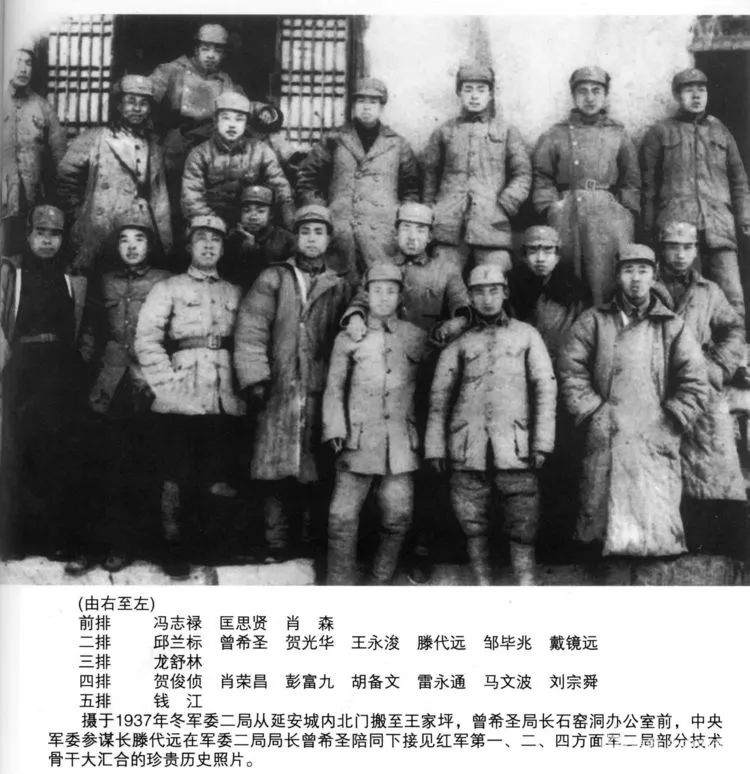 (由右至左)
前排 冯志禄 匡思贤 肖森
二排 邱兰标 曾希圣 贺光华 王永浚 滕代远 邹毕兆 戴镜远
三排 龙舒林
四排 贺俊侦 肖荣昌 彭富九 胡备文 雷永通 马文波 刘宗舜
五排 钱江
摄于1937年冬军委二局从延安城内北门搬至王家坪，曾希圣局长石窑洞办公室前，中央
军委参谋长滕代远在军委二局局长曾希圣陪同下接见红军第一、二、四方面军二局部分技术
骨干大汇合的珍贵历史照片。